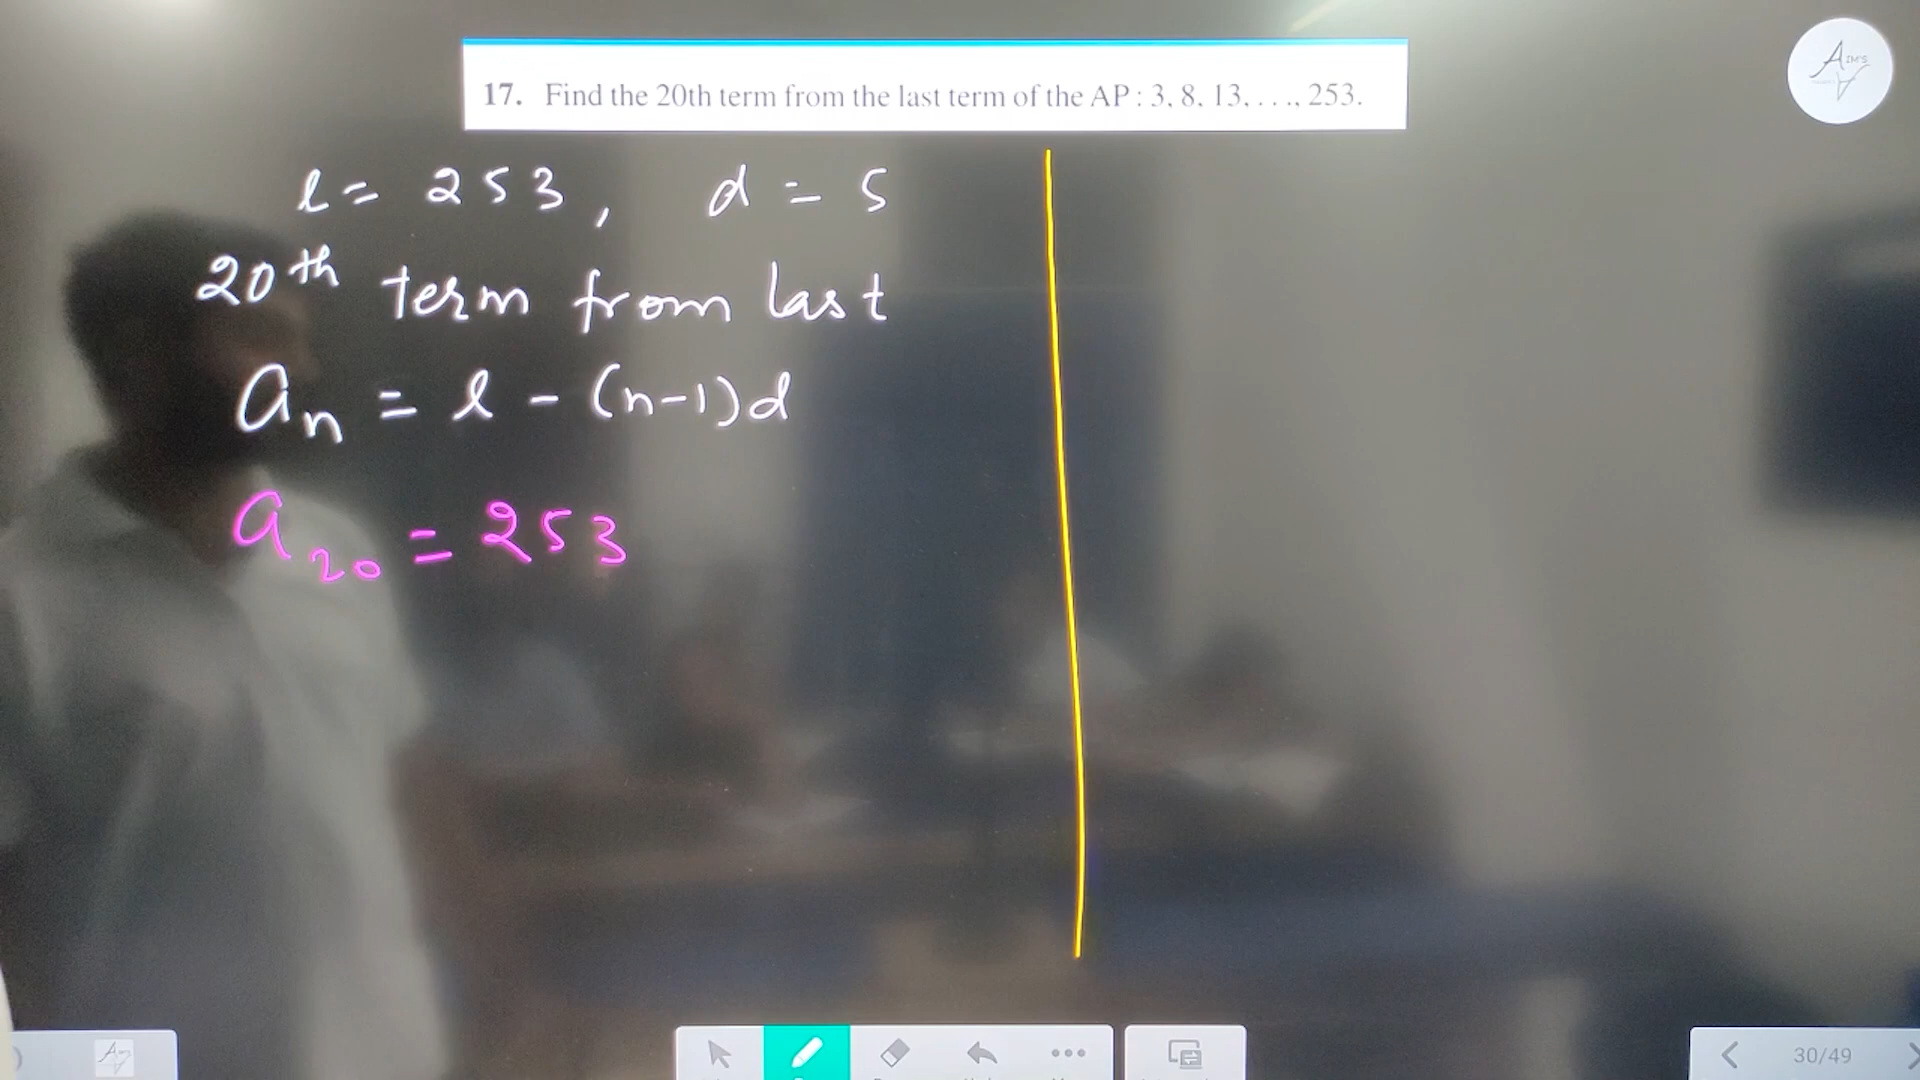 17. Find the 20th term from the last term of the AP : 3, 8, 13, . . ., 253.
l = 253, d = 5
20th term from last
an = l - (n-1)d
a20 = 253
30/49